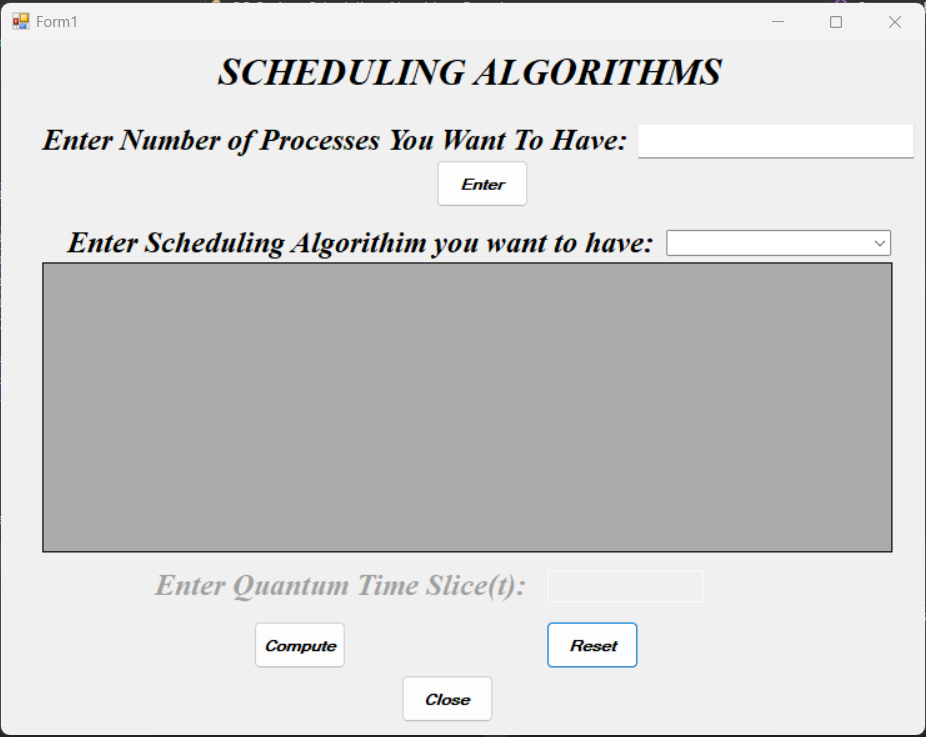 Form1
SCHEDULING ALGORITHMS
Enter Number of Processes You Want To Have:
Enter
Enter Scheduling Algorithim you want to have:
Enter Quantum Time Slice(t):
Compute
Reset
Close